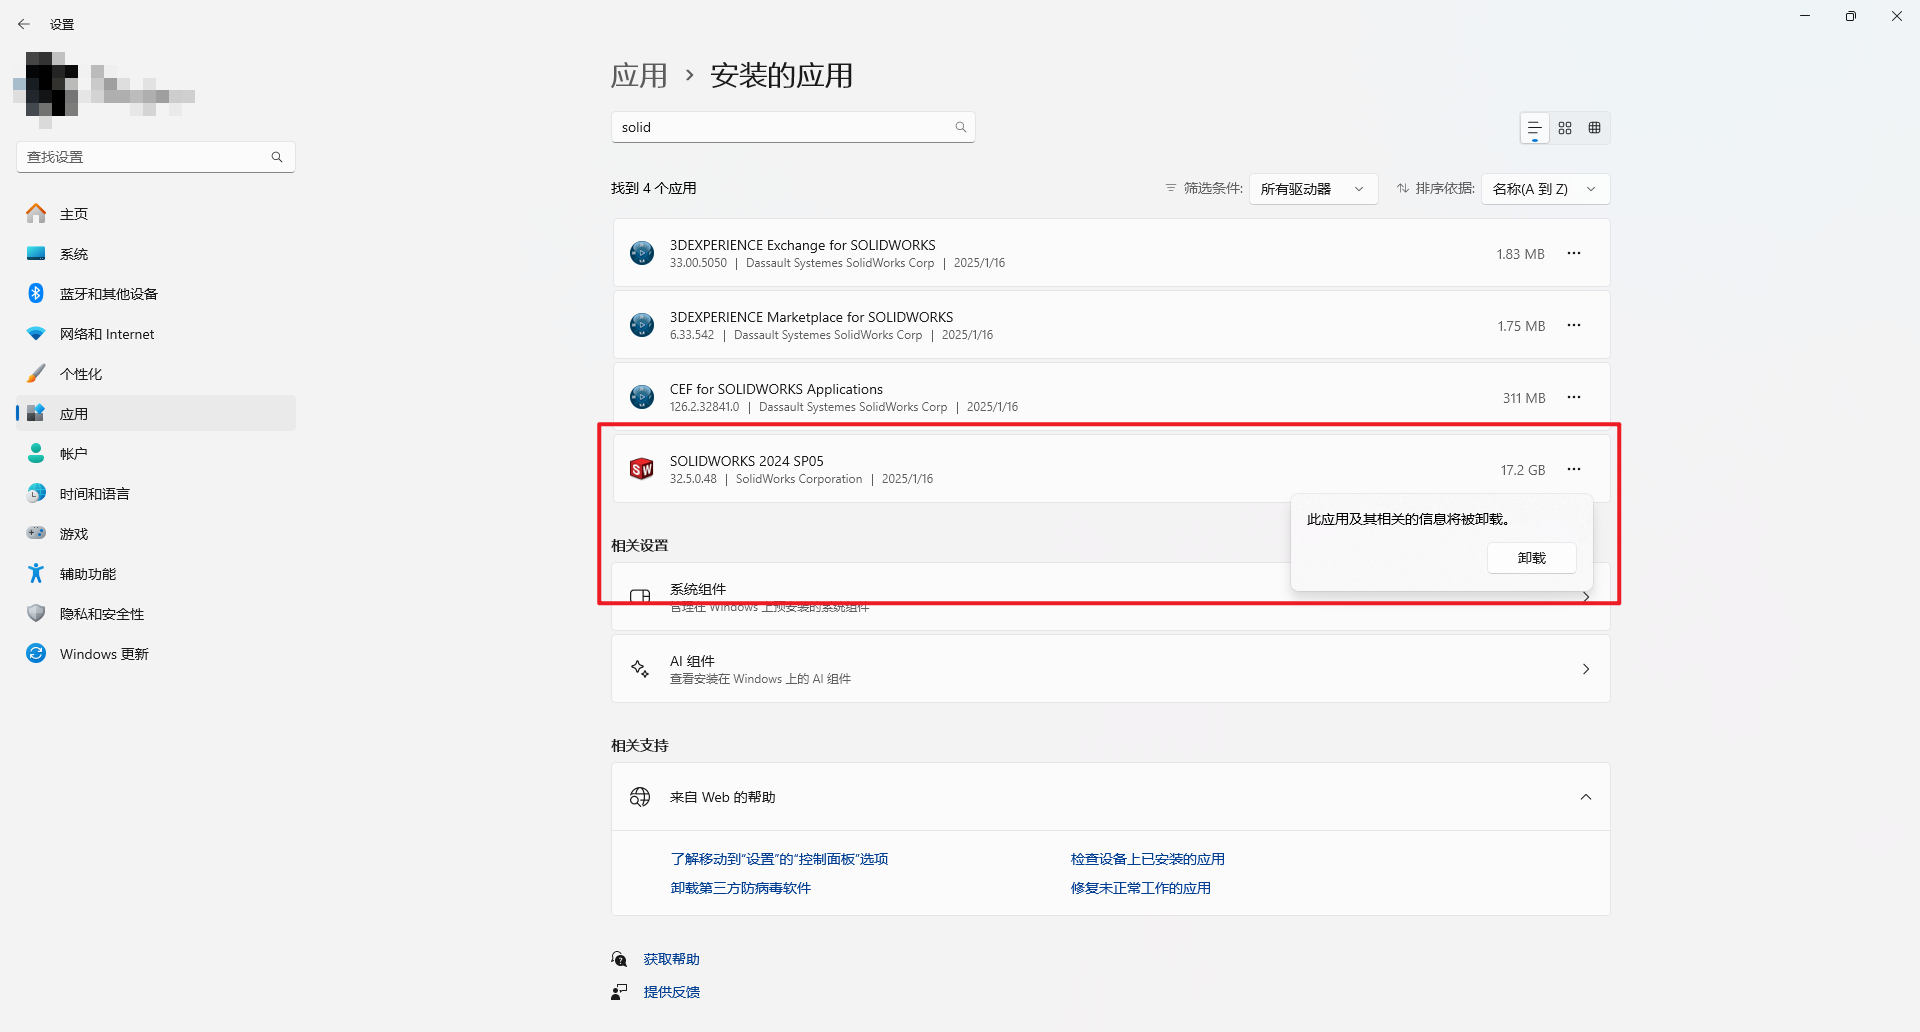 设置
应用 › 安装的应用
solid
查找设置
主页
系统
蓝牙和其他设备
网络和 Internet
个性化
应用
帐户
时间和语言
游戏
辅助功能
隐私和安全性
Windows 更新
找到 4 个应用
筛选条件: 所有驱动器 排序依据: 名称(A 到 Z)
3DEXPERIENCE Exchange for SOLIDWORKS
33.00.5050 | Dassault Systemes SolidWorks Corp | 2025/1/16
1.83 MB
3DEXPERIENCE Marketplace for SOLIDWORKS
6.33.542 | Dassault Systemes SolidWorks Corp | 2025/1/16
1.75 MB
CEF for SOLIDWORKS Applications
126.2.32841.0 | Dassault Systemes SolidWorks Corp | 2025/1/16
311 MB
SW
SOLIDWORKS 2024 SP05
32.5.0.48 | SolidWorks Corporation | 2025/1/16
17.2 GB
此应用及其相关的信息将被卸载。
卸载
相关设置
系统组件
管理在 Windows 上预安装的系统组件
AI 组件
查看安装在 Windows 上的 AI 组件
相关支持
来自 Web 的帮助
了解移动到“设置”的“控制面板”选项
检查设备上已安装的应用
卸载第三方防病毒软件
修复未正常工作的应用
获取帮助
提供反馈